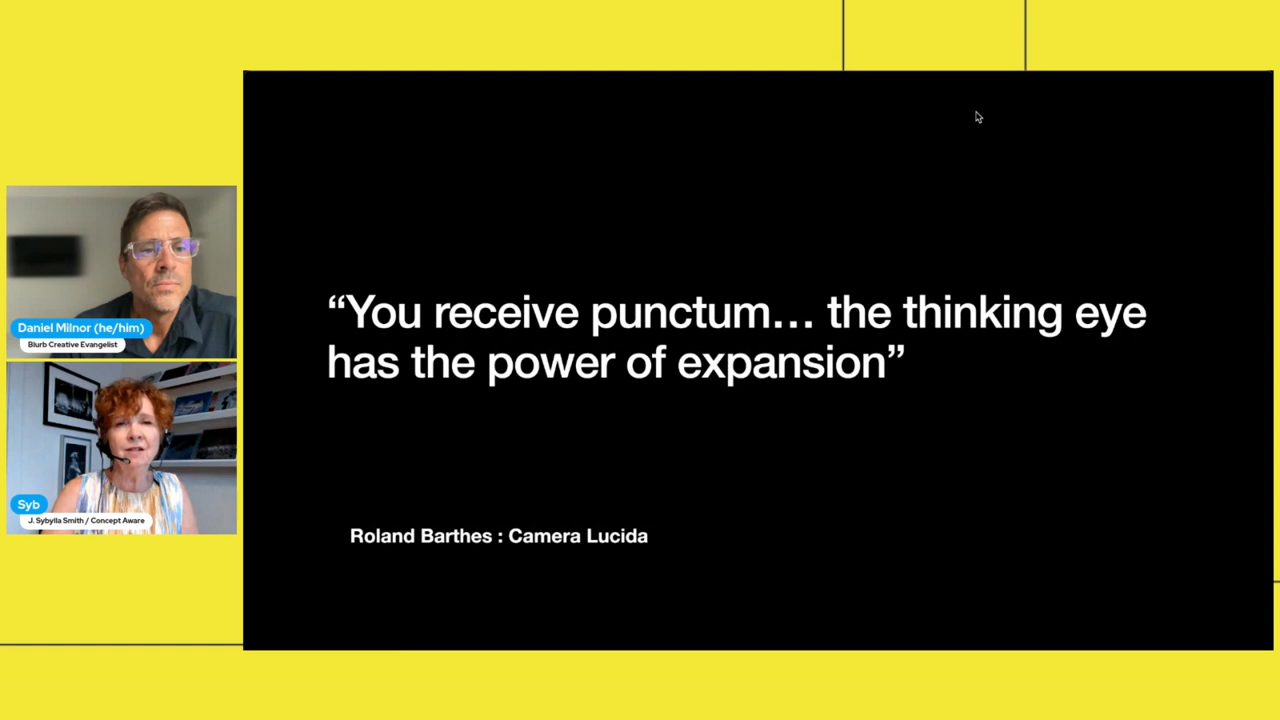 Daniel Milnor (he/him)
Blurb Creative Evangelist
Syb
J. Sybylla Smith / Concept Aware
“You receive punctum… the thinking eye
has the power of expansion”
Roland Barthes : Camera Lucida